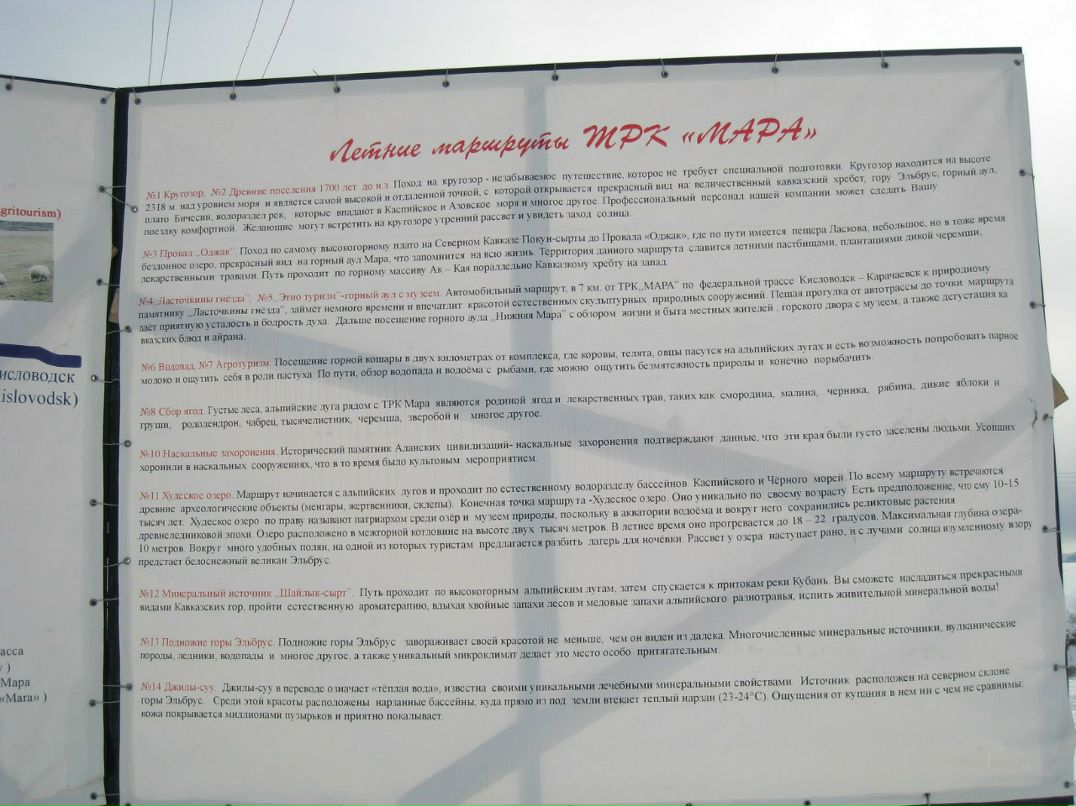 gritourism)
исловодск
islovodsk)
асса
у )
Мара
«Mara» )
Летние маршруты ТРК «МАРА»
№1 Кругозор, №2 Древние поселения 1700 лет до н.э. Поход на кругозор - незабываемое путешествие, которое не требует специальной подготовки. Кругозор находится на высоте
2318 м. над уровнем моря и является самой высокой и отдаленной точкой, с которой открывается прекрасный вид на: величественный кавказский хребет, гору Эльбрус, горный аул,
плато Бичесин, водораздел рек, которые впадают в Каспийское и Азовское моря и многое другое. Профессиональный персонал нашей компании может сделать Вашу
поездку комфортной. Желающие могут встретить на кругозоре утренний рассвет и увидеть заход солнца.
№3 Провал „Оджак". Поход по самому высокогорному плато на Северном Кавказе Покун-сырты до Провала «Оджак», где по пути имеется пещера Ласкова, небольшое, но в тоже время
бездонное озеро, прекрасный вид на горный аул Мара, что запомнится на всю жизнь. Территория данного маршрута славится летними пастбищами, плантациями дикой черемши,
лекарственными травами. Путь проходит по горному массиву Ак – Кая пораллельно Кавказкому хребту на запад.
№4„Ласточкины гнёзда", №5„Этно туризм"-горный аул с музеем. Автомобильный маршрут, в 7 км. от ТРК„МАРА" по федеральной трассе Кисловодск – Карачаевск к природному
памятнику „Ласточкины гнезда", займет немного времени и впечатлит красотой естественных скульптурных природных сооружений. Пешая прогулка от автотрассы до точки маршрута
даёт приятную усталость и бодрость духа. Дальше посещение горного аула „Нижняя Мара" с обзором жизни и быта местных жителей , горского двора с музеем, а также дегустация ка
вказских блюд и айрана.
№6 Водопад, №7 Агротуризм. Посещение горной кошары в двух километрах от комплекса, где коровы, телята, овцы пасутся на альпийских лугах и есть возможность попробовать парное
молоко и ощутить себя в роли пастуха. По пути, обзор водопада и водоёма с рыбами, где можно ощутить безмятежность природы и конечно порыбачить.
№8 Сбор ягод. Густые леса, альпийские луга рядом с ТРК Мара являются родиной ягод и лекарственных трав, таких как смородина, малина, черника, рябина, дикие яблоки и
груши, рододендрон, чабрец, тысячелистник, черемша, зверобой и многое другое.
№10 Наскальные захоронения. Исторический памятник Аланских цивилизаций- наскальные захоронения подтверждают данные, что эти края были густо заселены людьми. Усопших
хоронили в наскальных сооружениях, что в то время было культовым мероприятием.
№11 Худеское озеро. Маршрут начинается с альпийских лугов и проходит по естественному водоразделу бассейнов Каспийского и Чёрного морей. По всему маршруту встречаются
древние археологические объекты (менгары, жертвенники, склепы). Конечная точка маршрута -Худеское озеро. Оно уникально по своему возрасту. Есть предположение, что ему 10-15
тысяч лет. Худеское озеро по праву называют патриархом среди озёр и музеем природы, поскольку в акватории водоёма и вокруг него сохранились реликтовые растения
древнеледниковой эпохи. Озеро расположено в межгорной котловине на высоте двух тысяч метров. В летнее время оно прогревается до 18 – 22 градусов. Максимальная глубина озера-
10 метров. Вокруг много удобных полян, на одной из которых туристам предлагается разбить лагерь для ночёвки. Рассвет у озера наступает рано, и с лучами солнца изумленному взору
предстает белоснежный великан Эльбрус.
№12 Минеральный источник „Шайлык-сырт". Путь проходит по высокогорным альпийским лугам, затем спускается к притокам реки Кубань. Вы сможете насладиться прекрасными
видами Кавказских гор, пройти естественную ароматерапию, вдыхая хвойные запахи лесов и медовые запахи альпийского разнотравья, испить живительной минеральной воды!
№13 Подножие горы Эльбрус. Подножие горы Эльбрус завораживает своей красотой не меньше, чем он виден из далека. Многочисленные минеральные источники, вулканические
породы, ледники, водопады и многое другое, а также уникальный микроклимат делает это место особо притягательным.
№14 Джилы-суу. Джилы-суу в переводе означает «тёплая вода», известна своими уникальными лечебными минеральными свойствами. Источник расположен на северном склоне
горы Эльбрус. Среди этой красоты расположены нарзанные бассейны, куда прямо из под земли втекает теплый нарзан (23-24°С). Ощущения от купания в нем ни с чем не сравнимы:
кожа покрывается миллионами пузырьков и приятно покалывает.